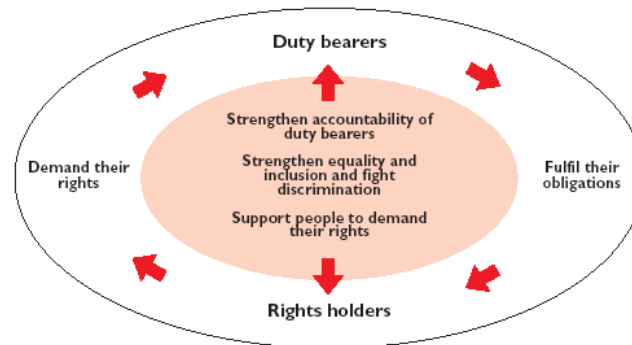 Duty bearers
Strengthen accountability of
duty bearers
Demand their
rights
Strengthen equality and
inclusion and fight
discrimination
Fulfil their
obligations
Support people to demand
their rights
Rights holders